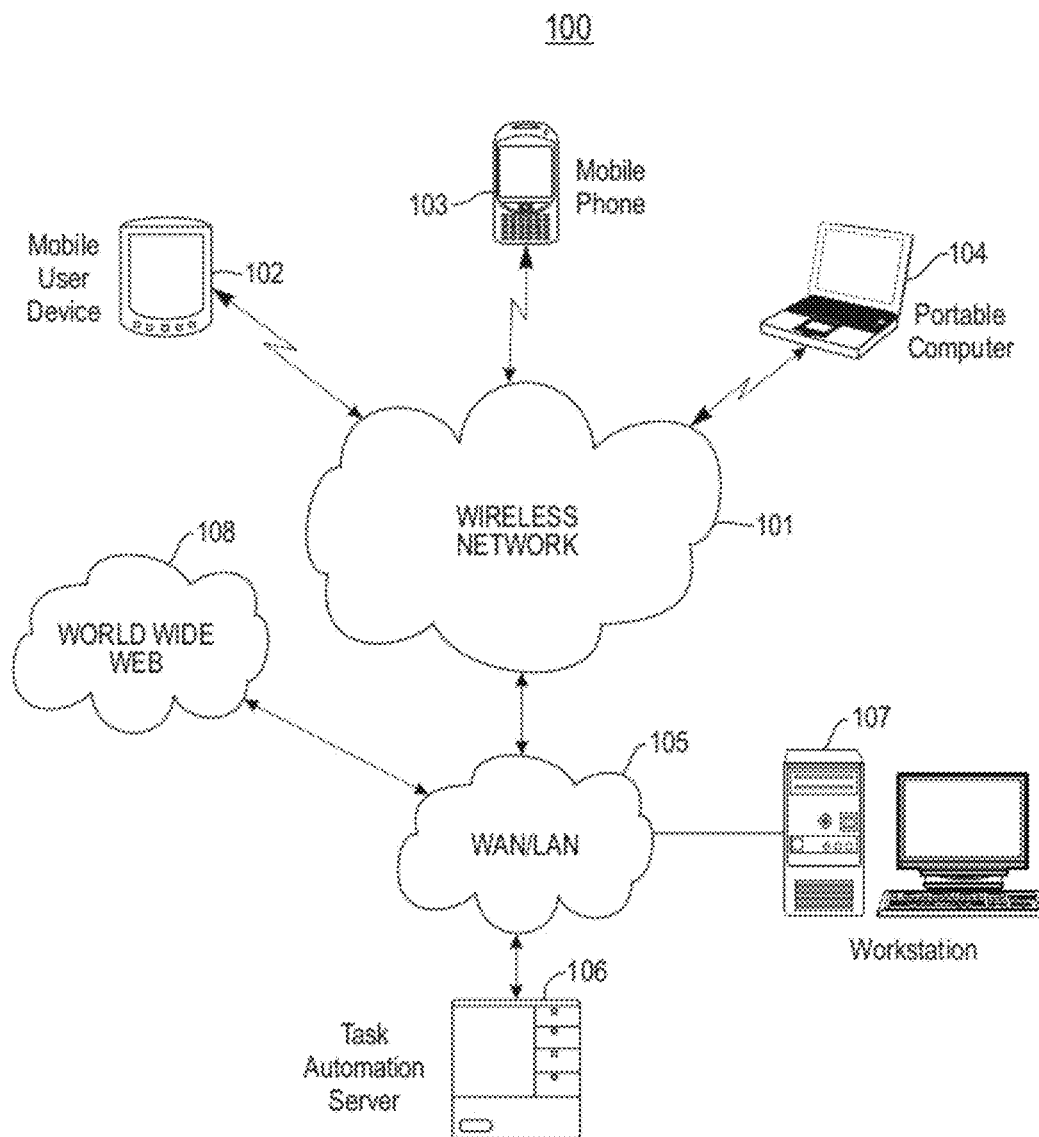 100
Mobile
Phone
103
Mobile
User
Device
102
104
Portable
Computer
WIRELESS
NETWORK
101
108
WORLD WIDE
WEB
105
107
WAN/LAN
Workstation
106
Task
Automation
Server